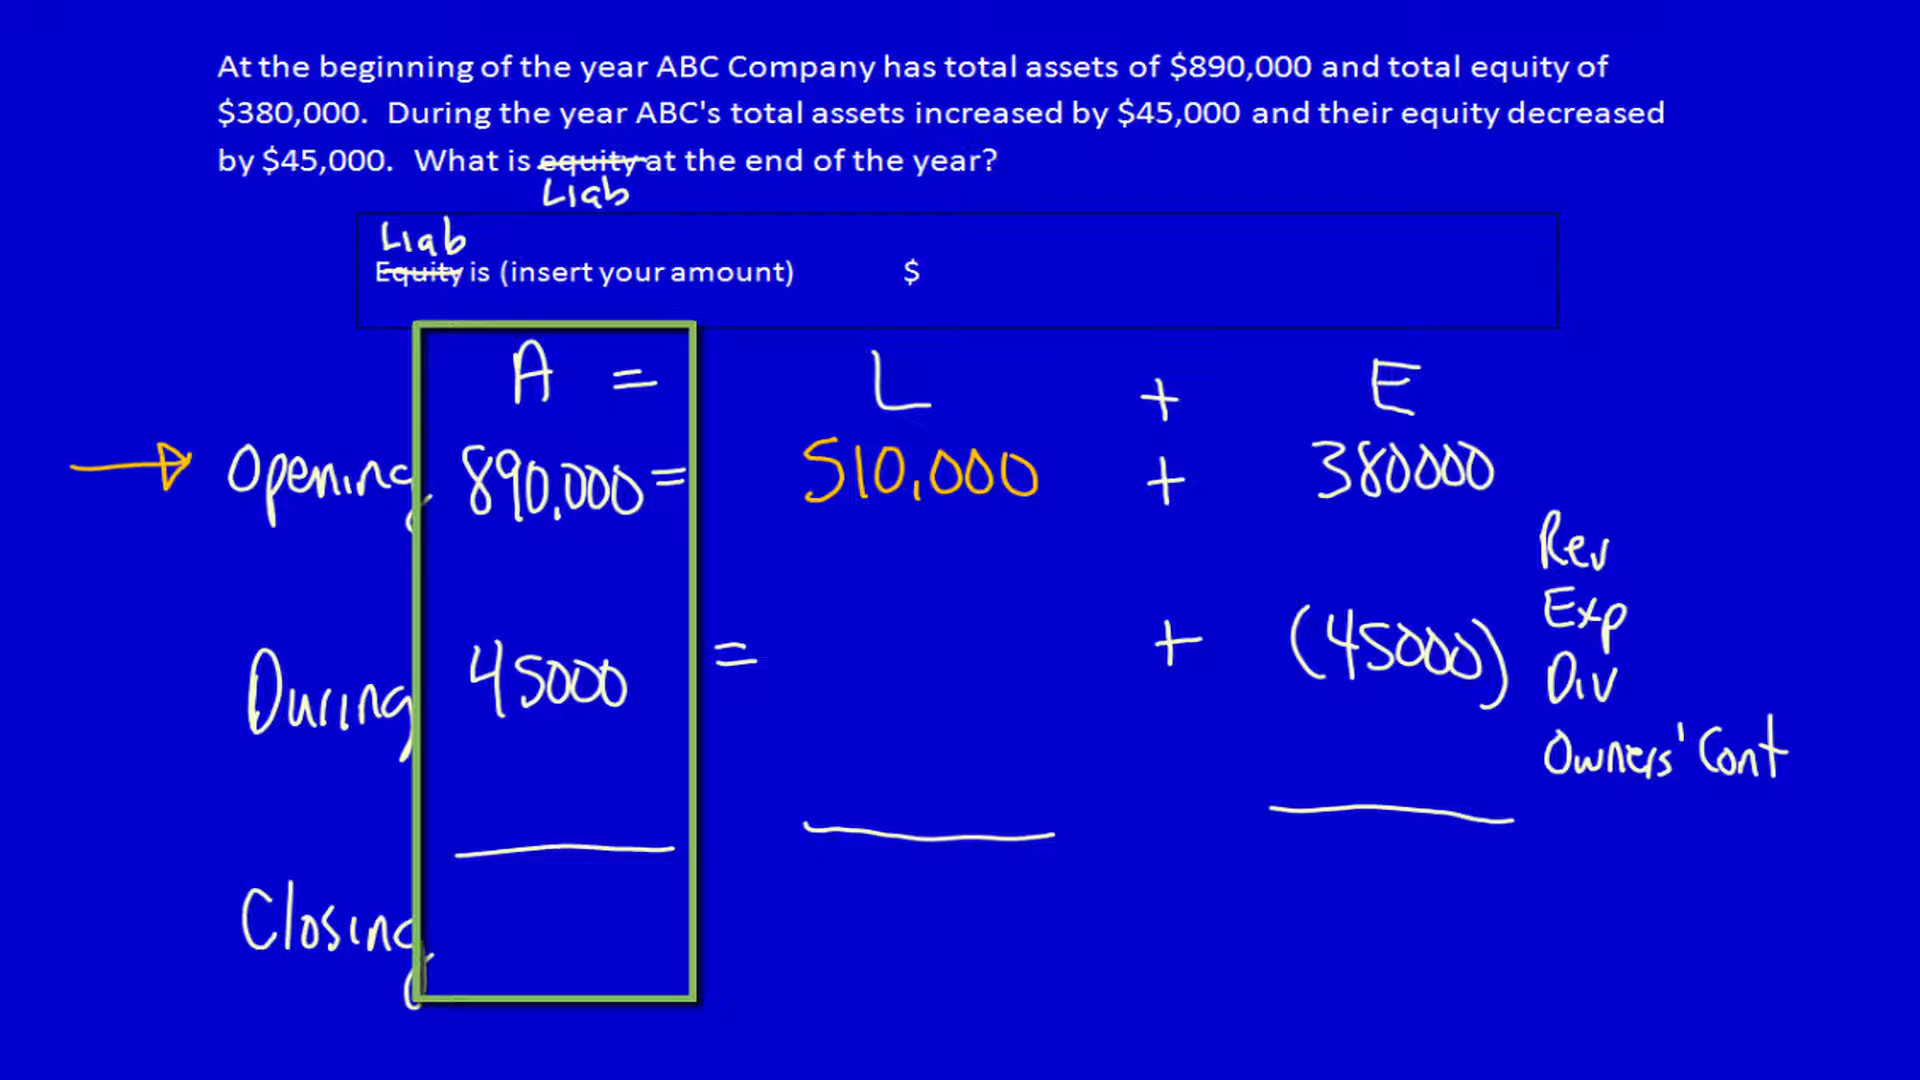 At the beginning of the year ABC Company has total assets of $890,000 and total equity of
$380,000. During the year ABC's total assets increased by $45,000 and their equity decreased
by $45,000. What is equity at the end of the year?
Liab
Liab
Equity is (insert your amount) $
A = L + E
Opening 890,000 = 510,000 + 380000
Rev
Exp
During 45000 = + (45000)
Div
Owners' Cont
Closing